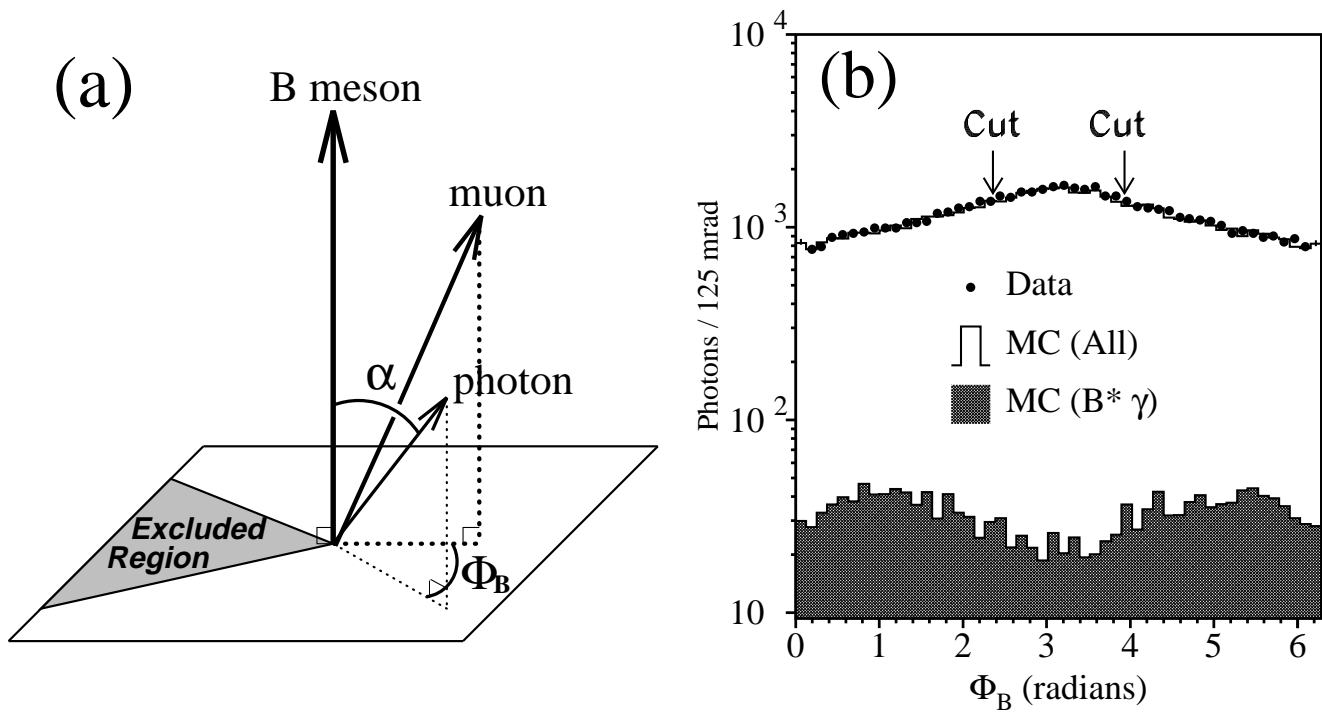 (a)
B meson
muon
α
photon
Excluded
Region
Φ_B
(b)
Photons / 125 mrad
10^4
10^3
10^2
10
Cut
Cut
Data
MC (All)
MC (B* γ)
0 1 2 3 4 5 6
Φ_B (radians)